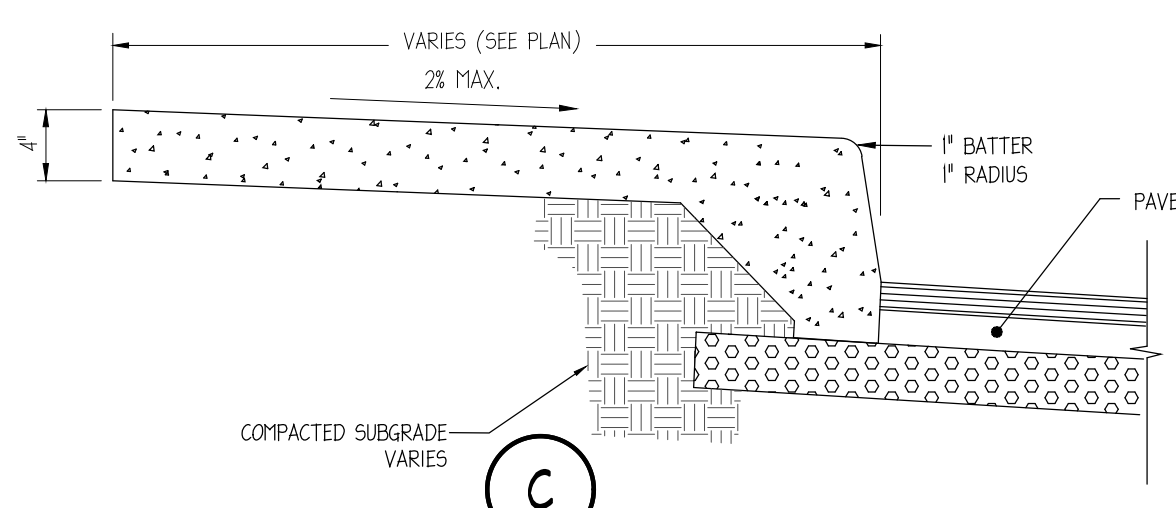 VARIES (SEE PLAN)
2% MAX.
4"
1" BATTER
1" RADIUS
PAVE
COMPACTED SUBGRADE
VARIES
C